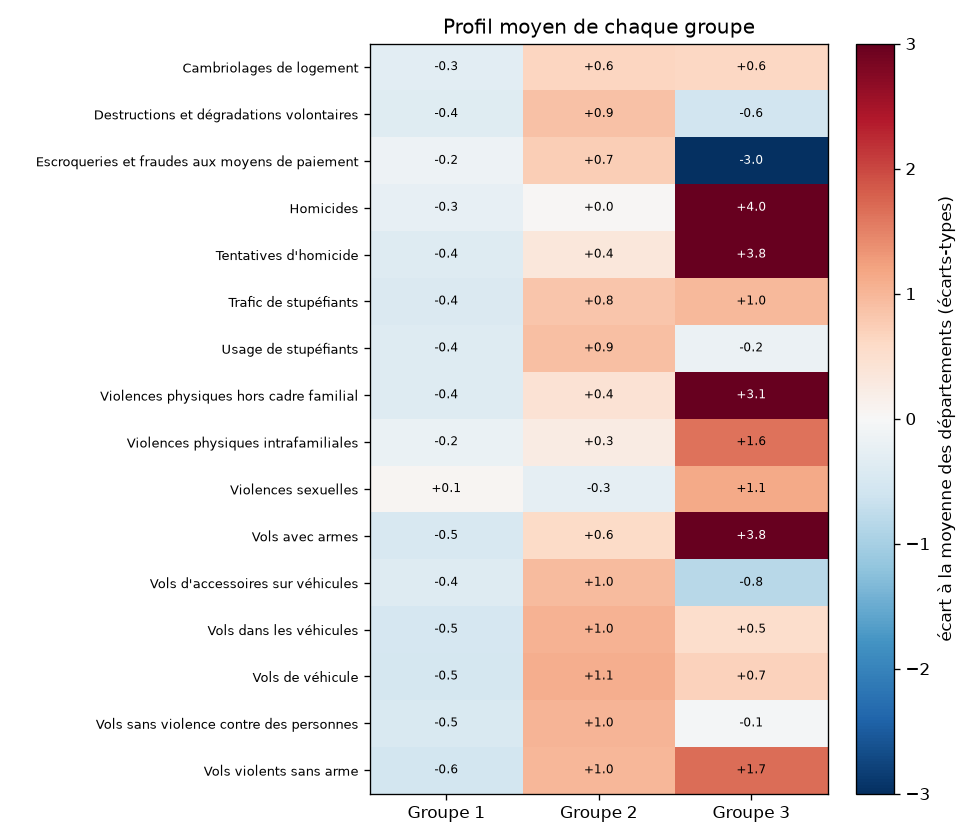 Profil moyen de chaque groupe
Cambriolages de logement -0.3 +0.6 +0.6
Destructions et dégradations volontaires -0.4 +0.9 -0.6
Escroqueries et fraudes aux moyens de paiement -0.2 +0.7 -3.0
Homicides -0.3 +0.0 +4.0
Tentatives d'homicide -0.4 +0.4 +3.8
Trafic de stupéfiants -0.4 +0.8 +1.0
Usage de stupéfiants -0.4 +0.9 -0.2
Violences physiques hors cadre familial -0.4 +0.4 +3.1
Violences physiques intrafamiliales -0.2 +0.3 +1.6
Violences sexuelles +0.1 -0.3 +1.1
Vols avec armes -0.5 +0.6 +3.8
Vols d'accessoires sur véhicules -0.4 +1.0 -0.8
Vols dans les véhicules -0.5 +1.0 +0.5
Vols de véhicule -0.5 +1.1 +0.7
Vols sans violence contre des personnes -0.5 +1.0 -0.1
Vols violents sans arme -0.6 +1.0 +1.7
Groupe 1 Groupe 2 Groupe 3
3
2
1
0
−1
−2
−3
écart à la moyenne des départements (écarts-types)